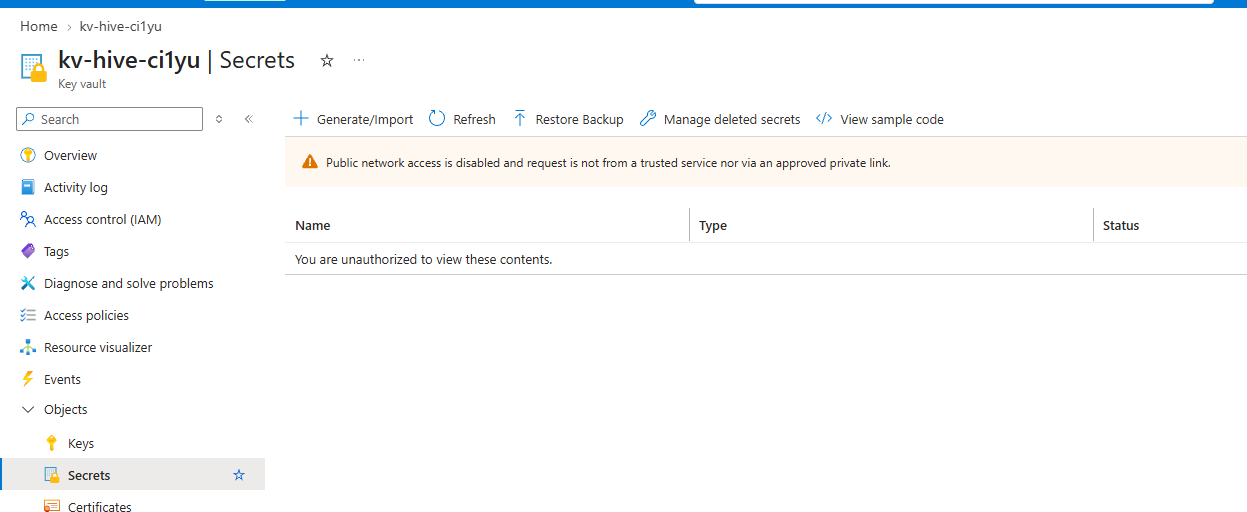 Home > kv-hive-ci1yu
kv-hive-ci1yu | Secrets
Key vault
Search
Generate/Import Refresh Restore Backup Manage deleted secrets View sample code
Public network access is disabled and request is not from a trusted service nor via an approved private link.
Name Type Status
You are unauthorized to view these contents.
Overview
Activity log
Access control (IAM)
Tags
Diagnose and solve problems
Access policies
Resource visualizer
Events
Objects
Keys
Secrets
Certificates